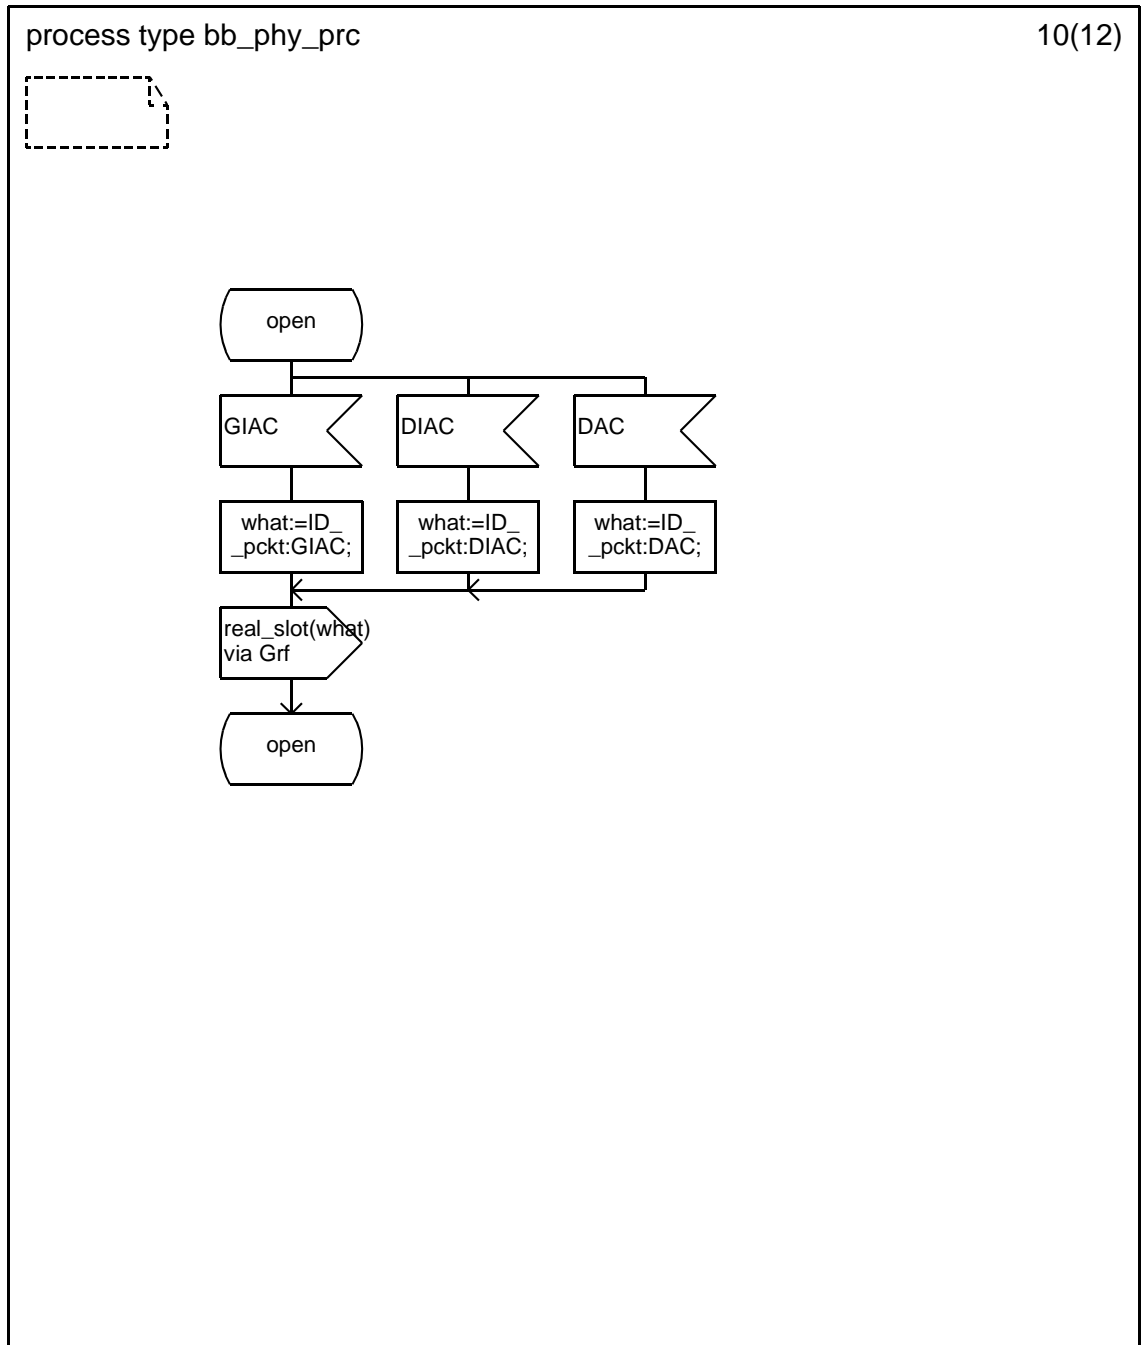 process type bb_phy_prc
10(12)
open
GIAC
DIAC
DAC
what:=ID_
_pckt:GIAC;
what:=ID_
_pckt:DIAC;
what:=ID_
_pckt:DAC;
real_slot(what)
via Grf
open